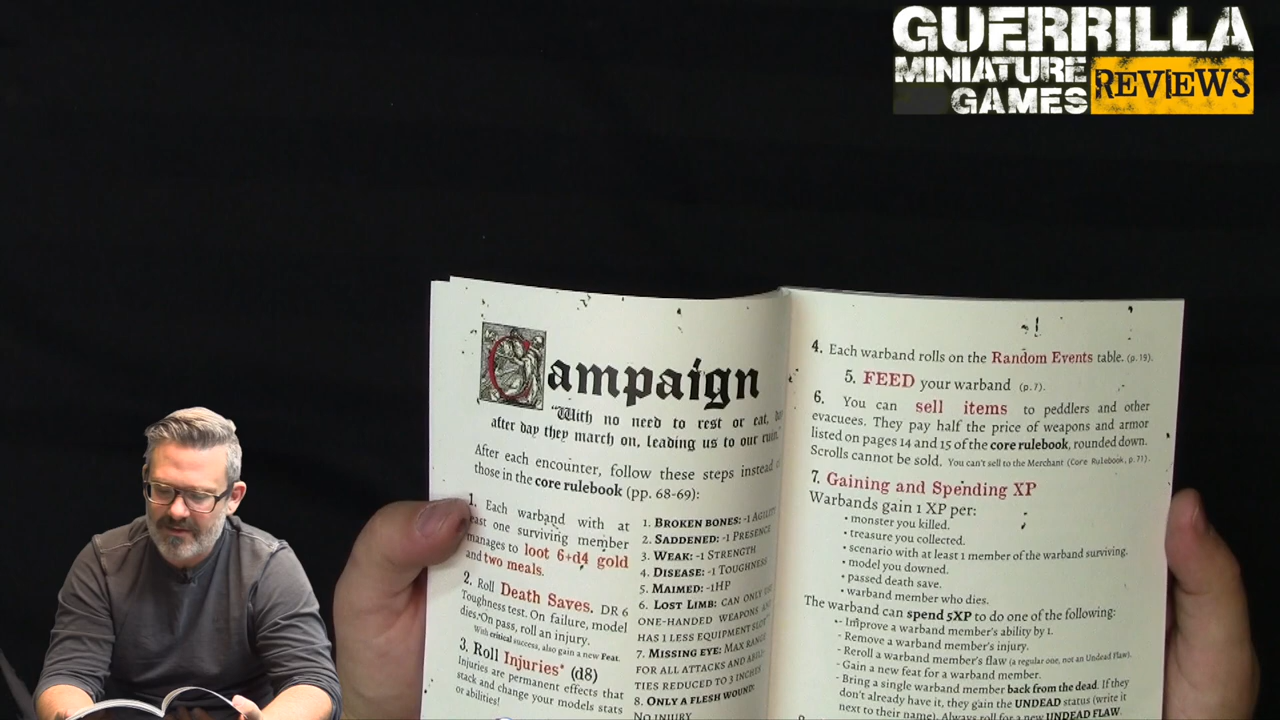 GUERRILLA
MINIATURE
GAMES
REVIEWS
Campaign
"With no need to rest or eat,
after day they march on, leading us to our ruin."
After each encounter, follow these steps instead
those in the core rulebook (pp. 68-69):
1. Each warband with at
least one surviving member
manages to loot 6+d4 gold
and two meals.
2. Roll Death Saves. DR 6
Toughness test. On failure, model
dies. On pass, roll an injury.
With critical success, also gain a new Feat.
3. Roll Injuries* (d8)
Injuries are permanent effects that
stack and change your models stats
or abilities!
1. BROKEN BONES: -1 AGILITY
2. SADDENED: -1 PRESENCE
3. WEAK: -1 STRENGTH
4. DISEASE: -1 TOUGHNESS
5. MAIMED: -1HP
6. LOST LIMB: CAN ONLY USE
ONE-HANDED WEAPONS AND
HAS 1 LESS EQUIPMENT SLOT
7. MISSING EYE: MAX RANGE
FOR ALL ATTACKS AND ABILI-
TIES REDUCED TO 3 INCHES
8. ONLY A FLESH WOUND:
NO INJURY
4. Each warband rolls on the Random Events table. (p.19).
5. FEED your warband (p.7).
6. You can sell items to peddlers and other
evacuees. They pay half the price of weapons and armor
listed on pages 14 and 15 of the core rulebook, rounded down.
Scrolls cannot be sold. You can't sell to the Merchant (Core Rulebook, p.71).
7. Gaining and Spending XP
Warbands gain 1 XP per:
• monster you killed.
• treasure you collected.
• scenario with at least 1 member of the warband surviving.
• model you downed.
• passed death save.
• warband member who dies.
The warband can spend 5XP to do one of the following:
- Improve a warband member's ability by 1.
- Remove a warband member's injury.
- Reroll a warband member's flaw (a regular one, not an Undead Flaw).
- Gain a new feat for a warband member.
- Bring a single warband member back from the dead. If they
don't already have it, they gain the UNDEAD status (write it
next to their name). Always roll for a new UNDEAD FLAW.